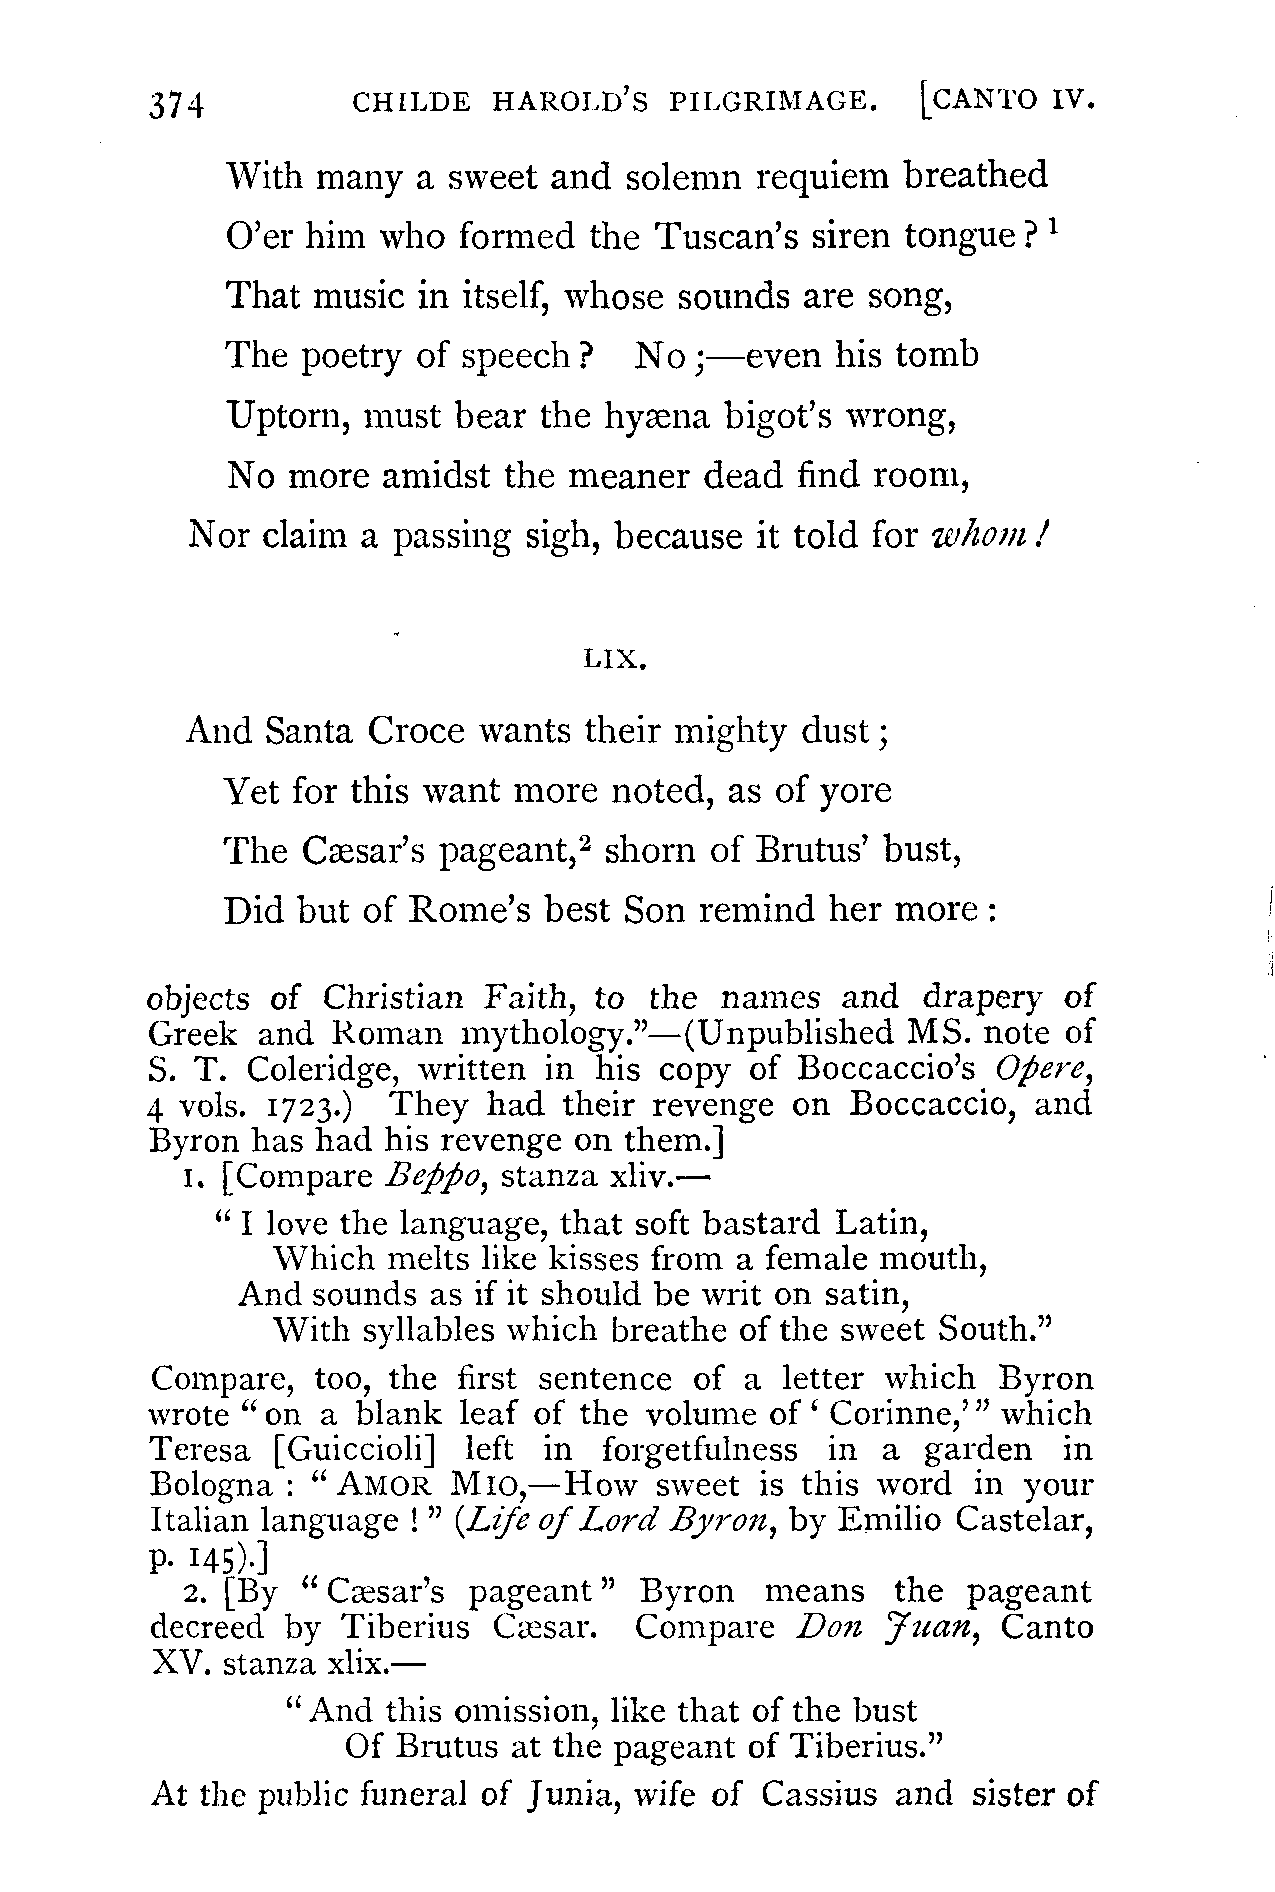 374 CHILDE HAROLD'S PILGRIMAGE. [CANTO IV.
With many a sweet and solemn requiem breathed
O'er him who formed the Tuscan's siren tongue? ¹
That music in itself, whose sounds are song,
The poetry of speech? No;—even his tomb
Uptorn, must bear the hyæna bigot's wrong,
No more amidst the meaner dead find room,
Nor claim a passing sigh, because it told for whom!
LIX.
And Santa Croce wants their mighty dust;
Yet for this want more noted, as of yore
The Cæsar's pageant,² shorn of Brutus' bust,
Did but of Rome's best Son remind her more:
objects of Christian Faith, to the names and drapery of
Greek and Roman mythology."—(Unpublished MS. note of
S. T. Coleridge, written in his copy of Boccaccio's Opere,
4 vols. 1723.) They had their revenge on Boccaccio, and
Byron has had his revenge on them.]
1. [Compare Beppo, stanza xliv.—
"I love the language, that soft bastard Latin,
Which melts like kisses from a female mouth,
And sounds as if it should be writ on satin,
With syllables which breathe of the sweet South."
Compare, too, the first sentence of a letter which Byron
wrote "on a blank leaf of the volume of 'Corinne,'" which
Teresa [Guiccioli] left in forgetfulness in a garden in
Bologna: "AMOR MIO,—How sweet is this word in your
Italian language!" (Life of Lord Byron, by Emilio Castelar,
p. 145).]
2. [By "Cæsar's pageant" Byron means the pageant
decreed by Tiberius Cæsar. Compare Don Juan, Canto
XV. stanza xlix.—
"And this omission, like that of the bust
Of Brutus at the pageant of Tiberius."
At the public funeral of Junia, wife of Cassius and sister of